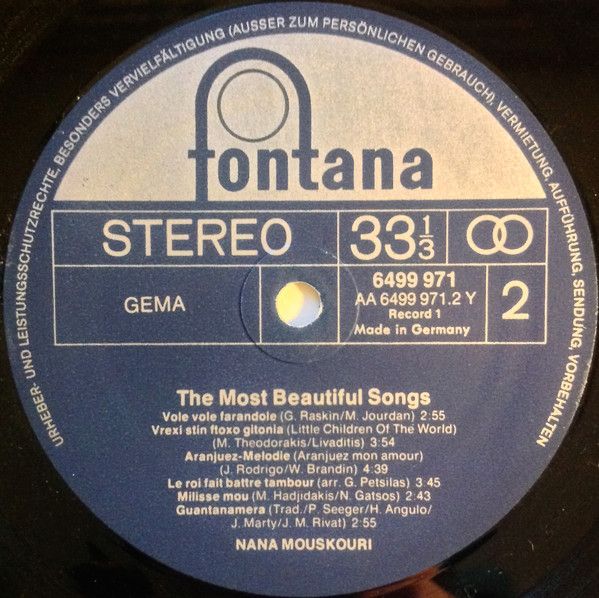 URHEBER- UND LEISTUNGSSCHUTZRECHTE, BESONDERS VERVIELFÄLTIGUNG (AUSSER ZUM PERSÖNLICHEN GEBRAUCH), VERMIETUNG, AUFFÜHRUNG, SENDUNG, VORBEHALTEN
fontana
STEREO 33 1/3
GEMA
6499 971
AA 6499 971.2 Y
Record 1
Made in Germany
2
The Most Beautiful Songs
Vole vole farandole (G. Raskin/M. Jourdan) 2:55
Vrexi stin ftoxo gitonia (Little Children Of The World)
(M. Theodorakis/Livaditis) 3:54
Aranjuez-Melodie (Aranjuez mon amour)
(J. Rodrigo/W. Brandin) 4:39
Le roi fait battre tambour (arr. G. Petsilas) 3 45
Milisse mou (M. Hadjidakis/N. Gatsos) 2:43
Guantanamera (Trad./P. Seeger/H. Angulo/
J. Marty/J. M. Rivat) 2:55
NANA MOUSKOURI